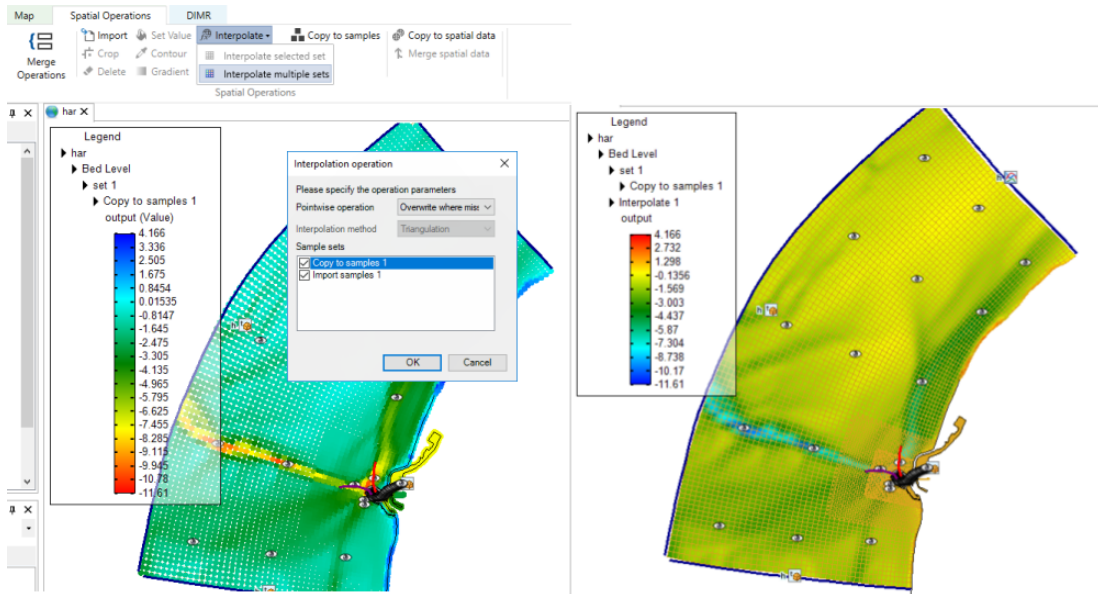 Map Spatial Operations DIMR
Import Set Value Interpolate Copy to samples Copy to spatial data
Crop Contour Interpolate selected set Merge spatial data
Merge Operations
Delete Gradient Interpolate multiple sets
Spatial Operations
har
Legend
har
Bed Level
set 1
Copy to samples 1
output (Value)
4.166
3.336
2.505
1.675
0.8454
0.01535
-0.8147
-1.645
-2.475
-3.305
-4.135
-4.965
-5.795
-6.625
-7.455
-8.285
-9.115
-9.945
-10.78
-11.61
Interpolation operation
Please specify the operation parameters
Pointwise operation Overwrite where miss
Interpolation method Triangulation
Sample sets
Copy to samples 1
Import samples 1
OK Cancel
Legend
har
Bed Level
set 1
Copy to samples 1
Interpolate 1
output
4.166
2.732
1.298
-0.1356
-1.569
-3.003
-4.437
-5.87
-7.304
-8.738
-10.17
-11.61